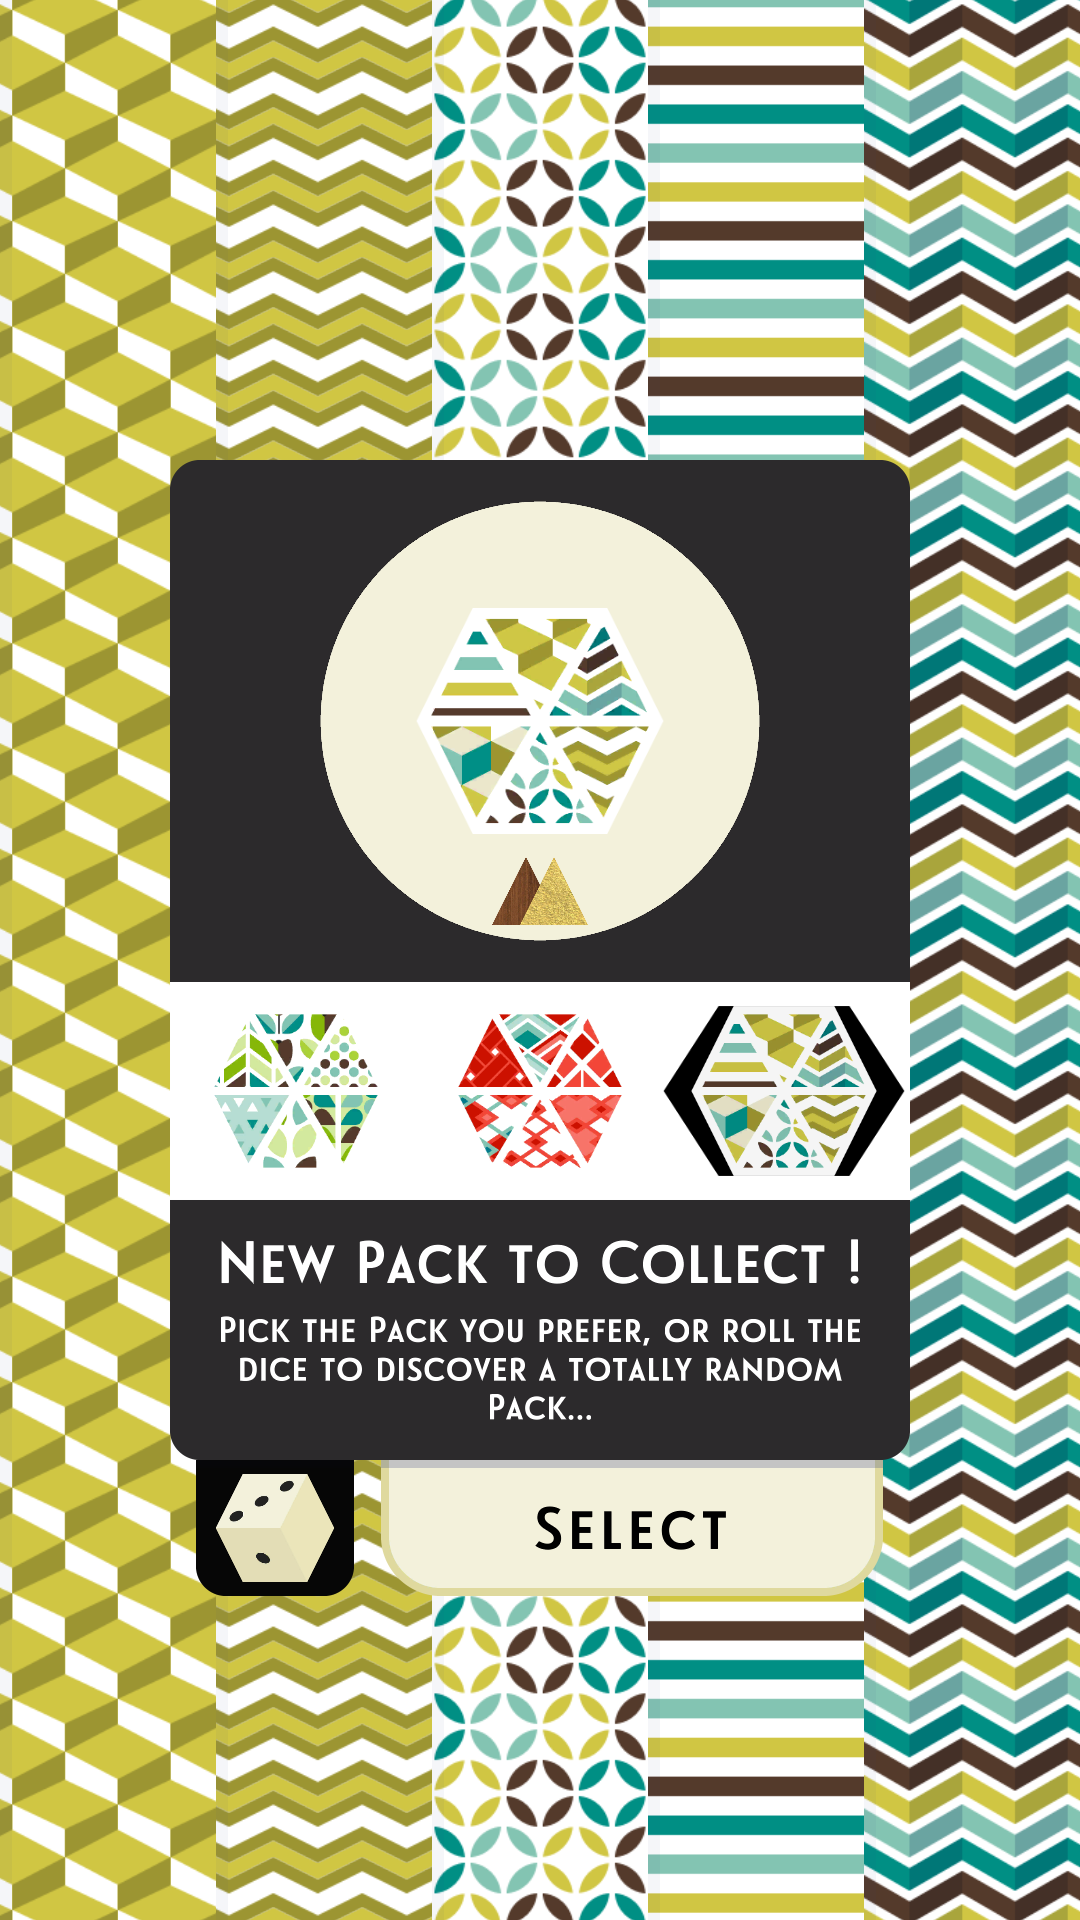 New Pack to Collect !
Pick the Pack you prefer, or roll the
dice to discover a totally random
Pack...
Select